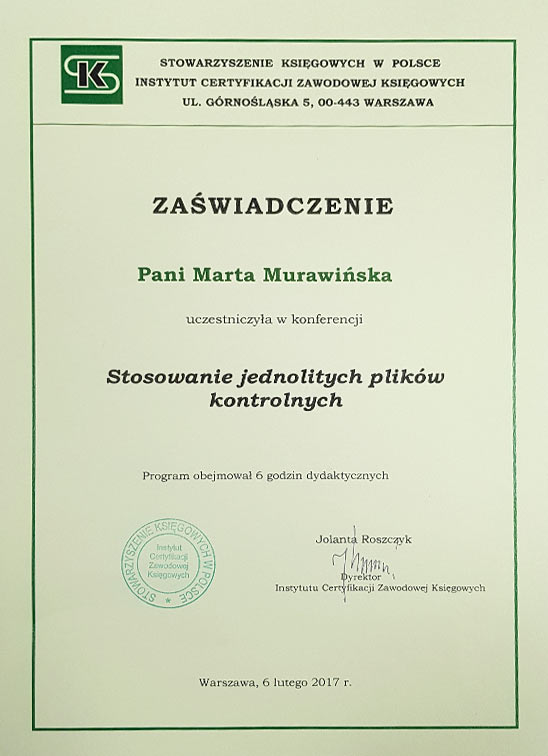 SK
STOWARZYSZENIE KSIĘGOWYCH W POLSCE
INSTYTUT CERTYFIKACJI ZAWODOWEJ KSIĘGOWYCH
UL. GÓRNOŚLĄSKA 5, 00-443 WARSZAWA
ZAŚWIADCZENIE
Pani Marta Murawińska
uczestniczyła w konferencji
Stosowanie jednolitych plików
kontrolnych
Program obejmował 6 godzin dydaktycznych
STOWARZYSZENIE KSIĘGOWYCH W POLSCE
Instytut
Certyfikacji
Zawodowej
Księgowych
Jolanta Roszczyk
Dyrektor
Instytutu Certyfikacji Zawodowej Księgowych
Warszawa, 6 lutego 2017 r.